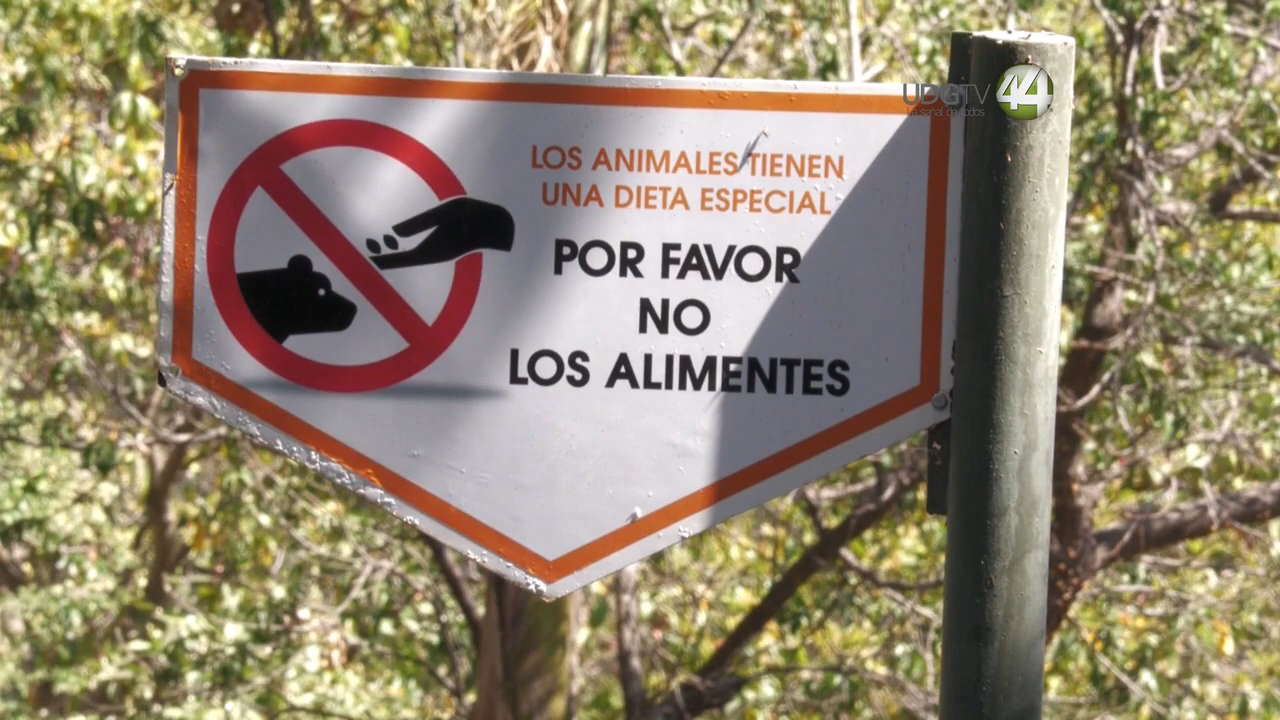 UDGTV 44
LOS ANIMALES TIENEN
UNA DIETA ESPECIAL
POR FAVOR
NO
LOS ALIMENTES